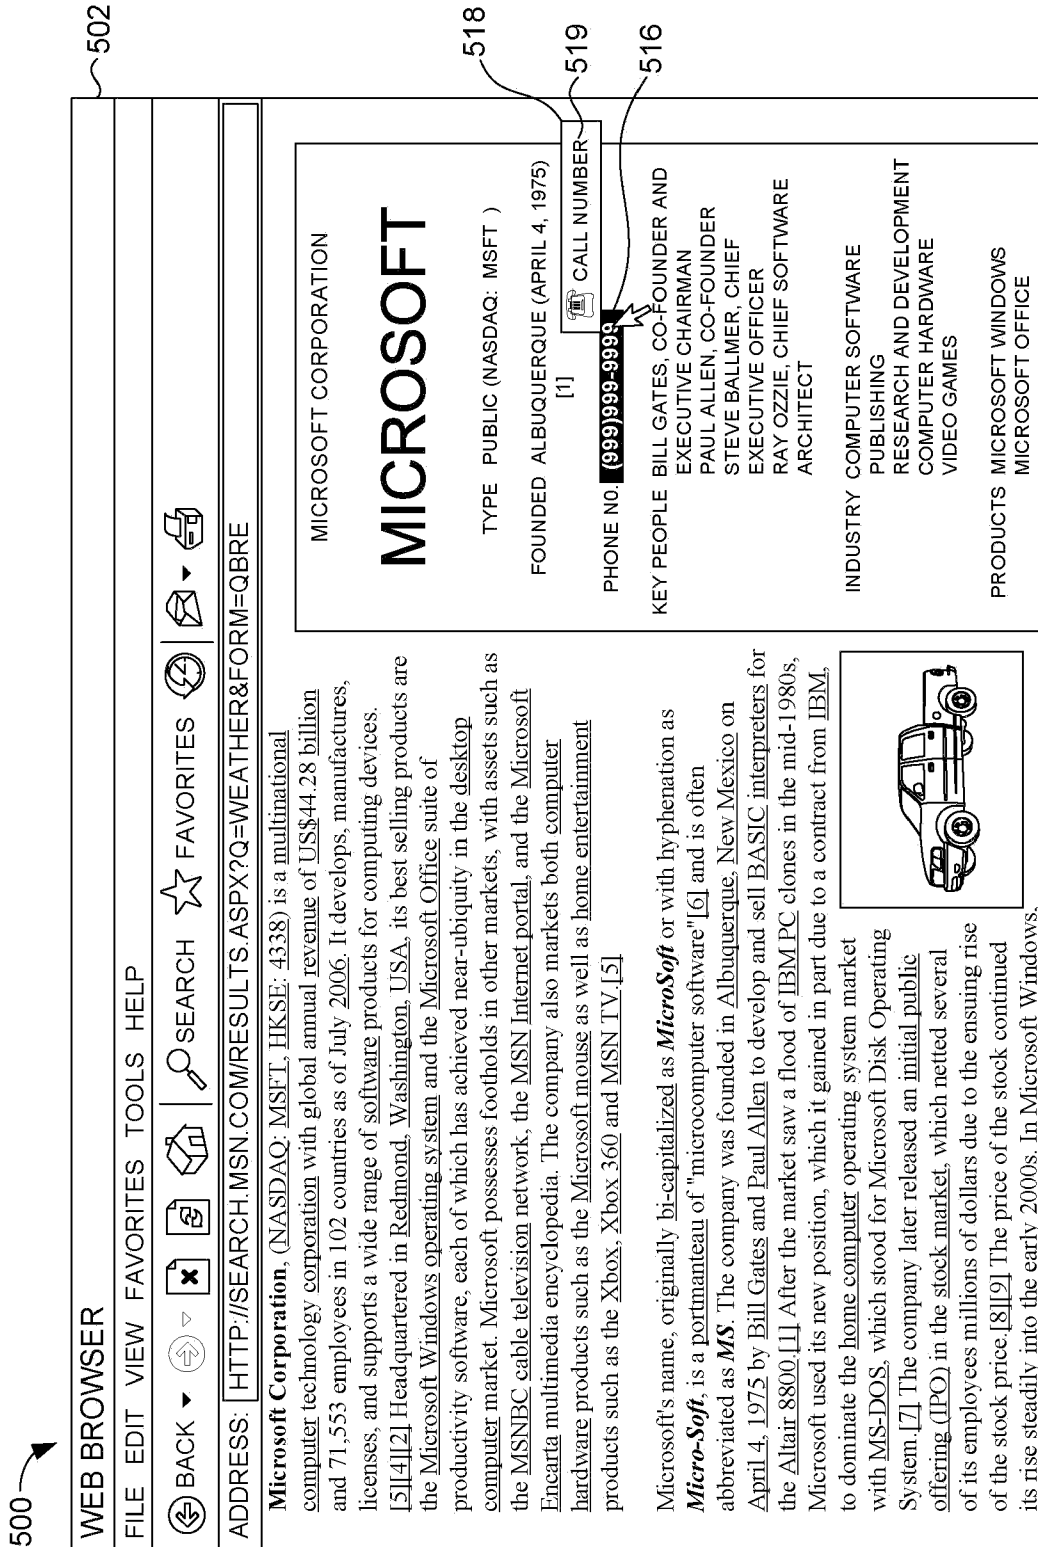 500
502
WEB BROWSER
FILE EDIT VIEW FAVORITES TOOLS HELP
BACK SEARCH FAVORITES
ADDRESS: HTTP://SEARCH.MSN.COM/RESULTS.ASPX?Q=WEATHER&FORM=QBRE
Microsoft Corporation, (NASDAQ: MSFT, HKSE: 4338) is a multinational
computer technology corporation with global annual revenue of US$44.28 billion
and 71,553 employees in 102 countries as of July 2006. It develops, manufactures,
licenses, and supports a wide range of software products for computing devices.
[5][4][2] Headquartered in Redmond, Washington, USA, its best selling products are
the Microsoft Windows operating system and the Microsoft Office suite of
productivity software, each of which has achieved near-ubiquity in the desktop
computer market. Microsoft possesses footholds in other markets, with assets such as
the MSNBC cable television network, the MSN Internet portal, and the Microsoft
Encarta multimedia encyclopedia. The company also markets both computer
hardware products such as the Microsoft mouse as well as home entertainment
products such as the Xbox, Xbox 360 and MSN TV.[5]
Microsoft's name, originally bi-capitalized as MicroSoft or with hyphenation as
Micro-Soft, is a portmanteau of "microcomputer software"[6] and is often
abbreviated as MS. The company was founded in Albuquerque, New Mexico on
April 4, 1975 by Bill Gates and Paul Allen to develop and sell BASIC interpreters for
the Altair 8800.[1] After the market saw a flood of IBM PC clones in the mid-1980s,
Microsoft used its new position, which it gained in part due to a contract from IBM,
to dominate the home computer operating system market
with MS-DOS, which stood for Microsoft Disk Operating
System.[7] The company later released an initial public
offering (IPO) in the stock market, which netted several
of its employees millions of dollars due to the ensuing rise
of the stock price.[8][9] The price of the stock continued
its rise steadily into the early 2000s. In Microsoft Windows,
MICROSOFT CORPORATION
MICROSOFT
TYPE PUBLIC (NASDAQ: MSFT )
FOUNDED ALBUQUERQUE (APRIL 4, 1975)
[1]
CALL NUMBER
PHONE NO. (999)999-9999
KEY PEOPLE BILL GATES, CO-FOUNDER AND
EXECUTIVE CHAIRMAN
PAUL ALLEN, CO-FOUNDER
STEVE BALLMER, CHIEF
EXECUTIVE OFFICER
RAY OZZIE, CHIEF SOFTWARE
ARCHITECT
INDUSTRY COMPUTER SOFTWARE
PUBLISHING
RESEARCH AND DEVELOPMENT
COMPUTER HARDWARE
VIDEO GAMES
PRODUCTS MICROSOFT WINDOWS
MICROSOFT OFFICE
518
519
516